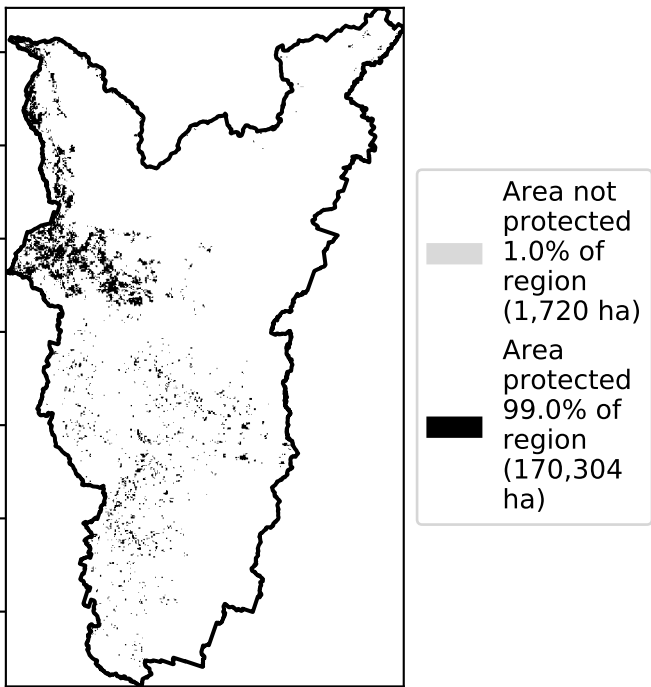 Area not
protected
1.0% of
region
(1,720 ha)
Area
protected
99.0% of
region
(170,304
ha)